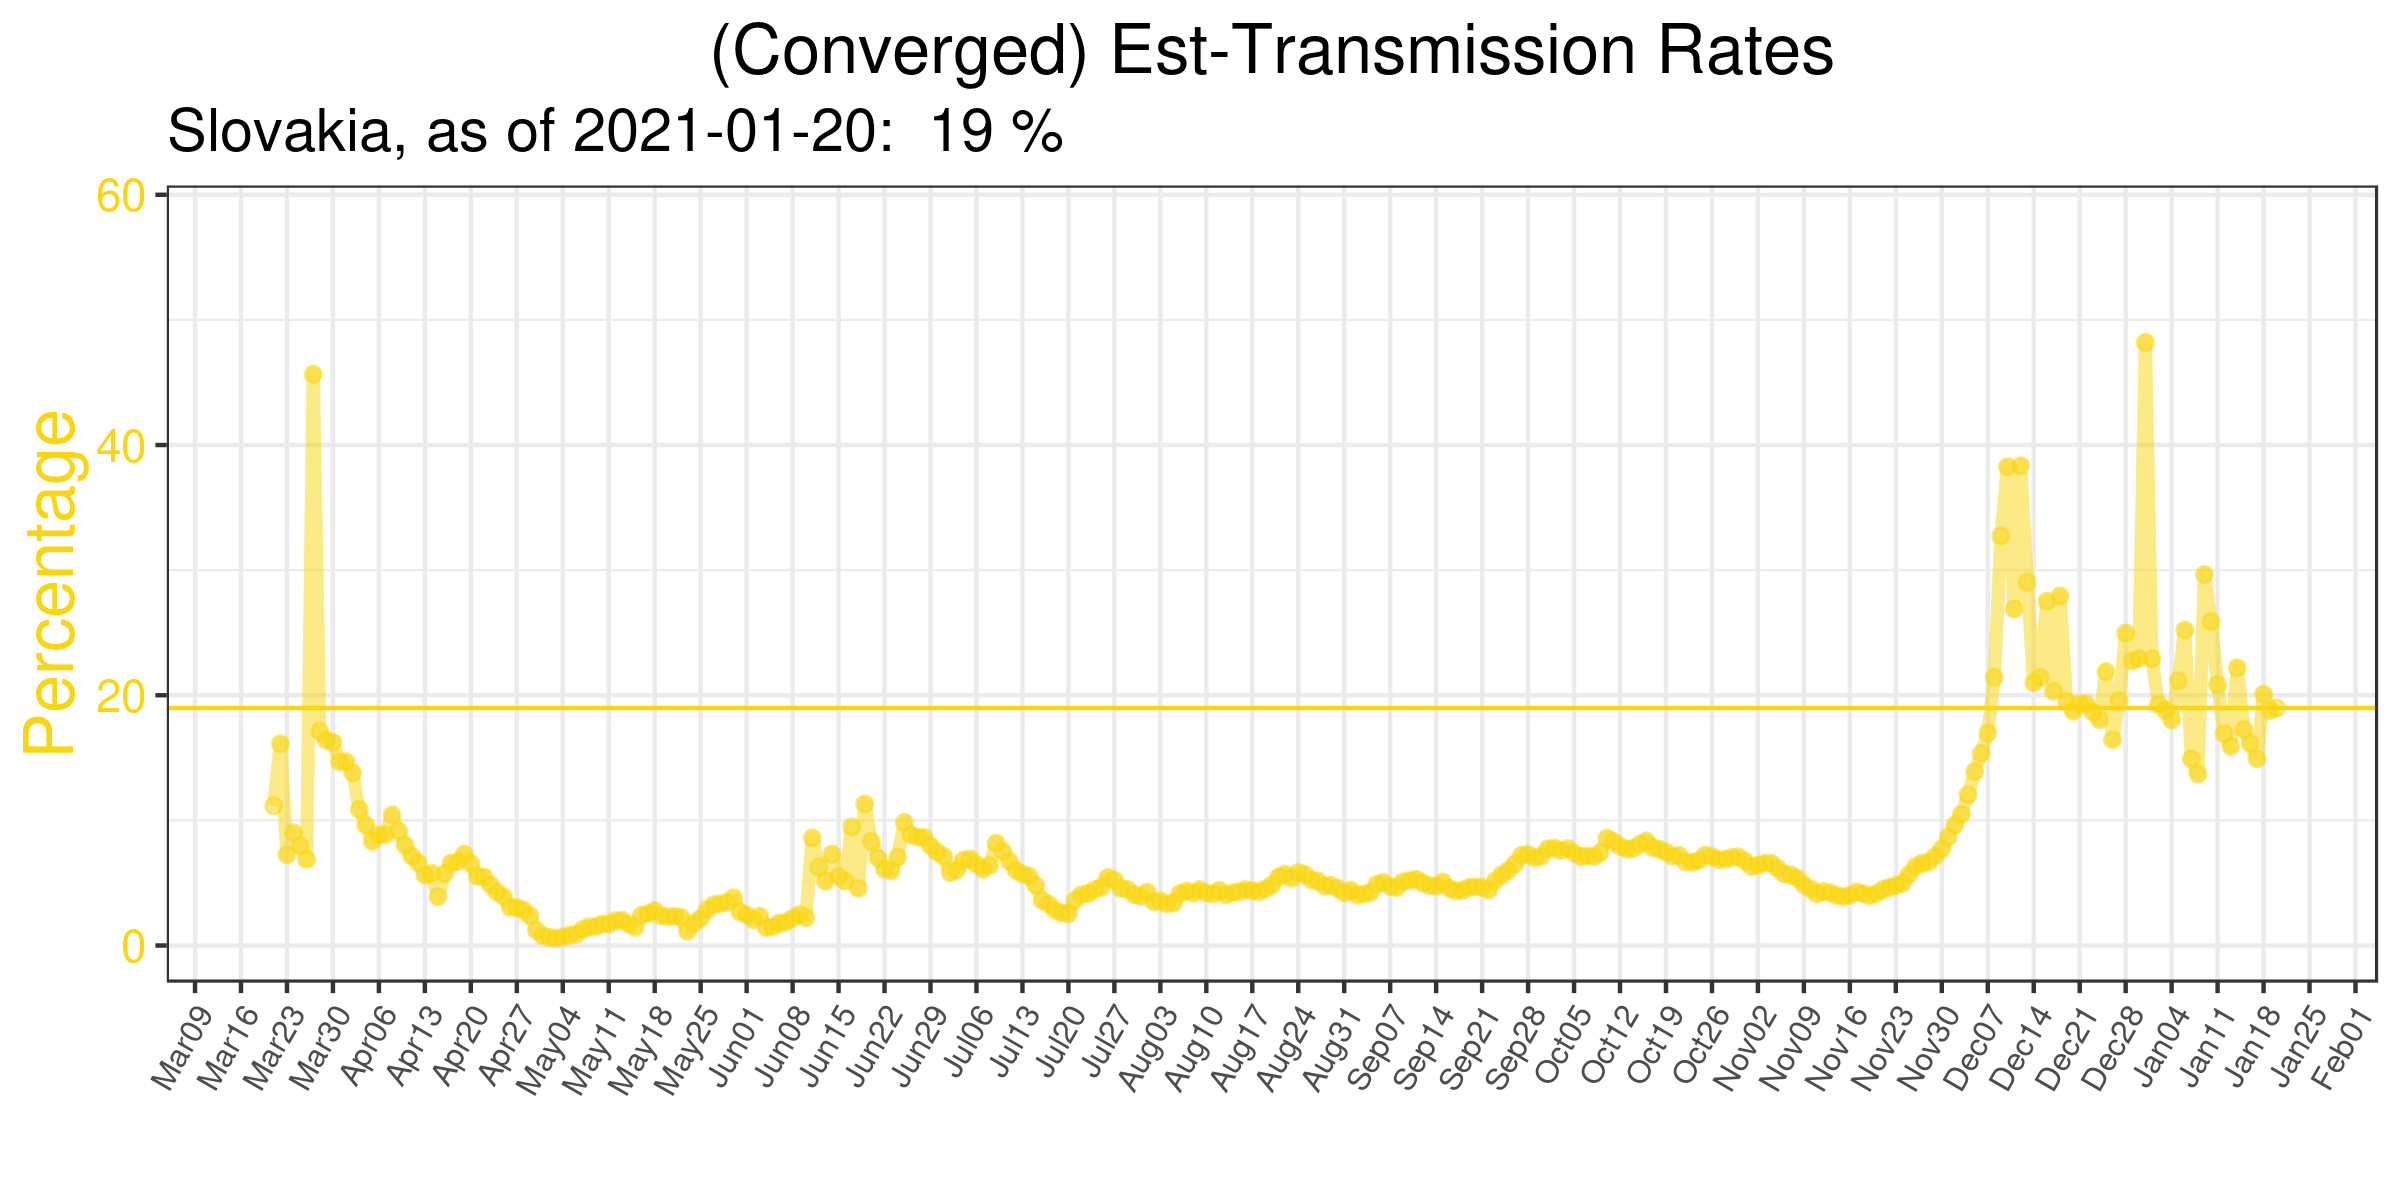 (Converged) Est-Transmission Rates
Slovakia, as of 2021-01-20:  19 %
Percentage
60
40
20
0
Mar09
Mar16
Mar23
Mar30
Apr06
Apr13
Apr20
Apr27
May04
May11
May18
May25
Jun01
Jun08
Jun15
Jun22
Jun29
Jul06
Jul13
Jul20
Jul27
Aug03
Aug10
Aug17
Aug24
Aug31
Sep07
Sep14
Sep21
Sep28
Oct05
Oct12
Oct19
Oct26
Nov02
Nov09
Nov16
Nov23
Nov30
Dec07
Dec14
Dec21
Dec28
Jan04
Jan11
Jan18
Jan25
Feb01